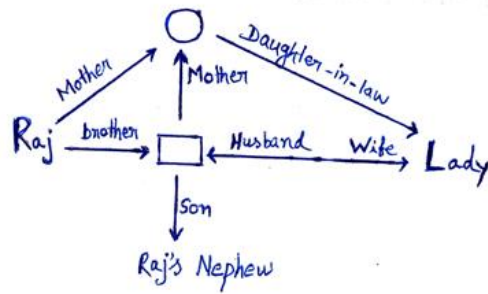 Mother
Daughter-in-law
Mother
Raj
brother
Husband
Wife
Lady
Son
Raj's Nephew